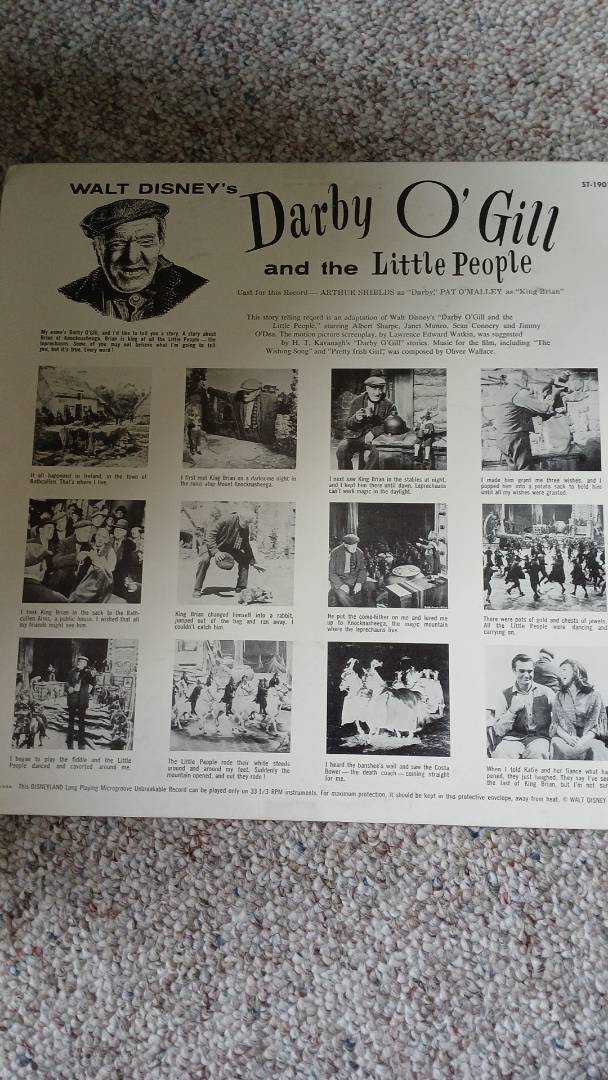 WALT DISNEY's
Darby O'Gill
and the Little People
ST-190
Cast for this Record — ARTHUR SHIELDS as "Darby," PAT O'MALLEY as "King Brian"
My name's Darby O'Gill, and I'd like to tell you a story. A story about
Brian of Knocknasheega. Brian is king of all the Little People — the
leprechauns. Some of you may not believe what I'm going to tell
you, but it's true. Every word!
This story telling record is an adaptation of Walt Disney's "Darby O'Gill and the
Little People," starring Albert Sharpe, Janet Munro, Sean Connery and Jimmy
O'Dea. The motion picture screenplay, by Lawrence Edward Watkin, was suggested
by H. T. Kavanagh's "Darby O'Gill" stories. Music for the film, including "The
Wishing Song" and "Pretty Irish Girl," was composed by Oliver Wallace.
It all happened in Ireland, in the town of
Rathcullen. That's where I live.
I first met King Brian on a darksome night in
the ruins atop Mount Knocknasheega.
I next saw King Brian in the stables at night,
and I kept him there until dawn. Leprechauns
can't work magic in the daylight.
I made him grant me three wishes, and I
popped him into a potato sack to hold him
until all my wishes were granted.
I took King Brian in the sack to the Rath-
cullen Arms, a public house. I wished that all
my friends might see him.
King Brian changed himself into a rabbit,
jumped out of the bag and ran away. I
couldn't catch him.
He put the come-hither on me and lured me
up to Knocknasheega, the magic mountain
where the leprechauns live.
There were pots of gold and chests of jewels.
All the Little People were dancing and
carrying on.
I began to play the fiddle and the Little
People danced and cavorted around me.
The Little People rode their white steeds
around and around my feet. Suddenly the
mountain opened, and out they rode!
I heard the banshee's wail and saw the Costa
Bower — the death coach — coming straight
for me.
When I told Katie and her fiance what ha
pened, they just laughed. They say I've see
the last of King Brian, but I'm not sur
This DISNEYLAND Long Playing Microgroove Unbreakable Record can be played only on 33 1/3 RPM instruments. For maximum protection, it should be kept in this protective envelope, away from heat. © WALT DISNEY